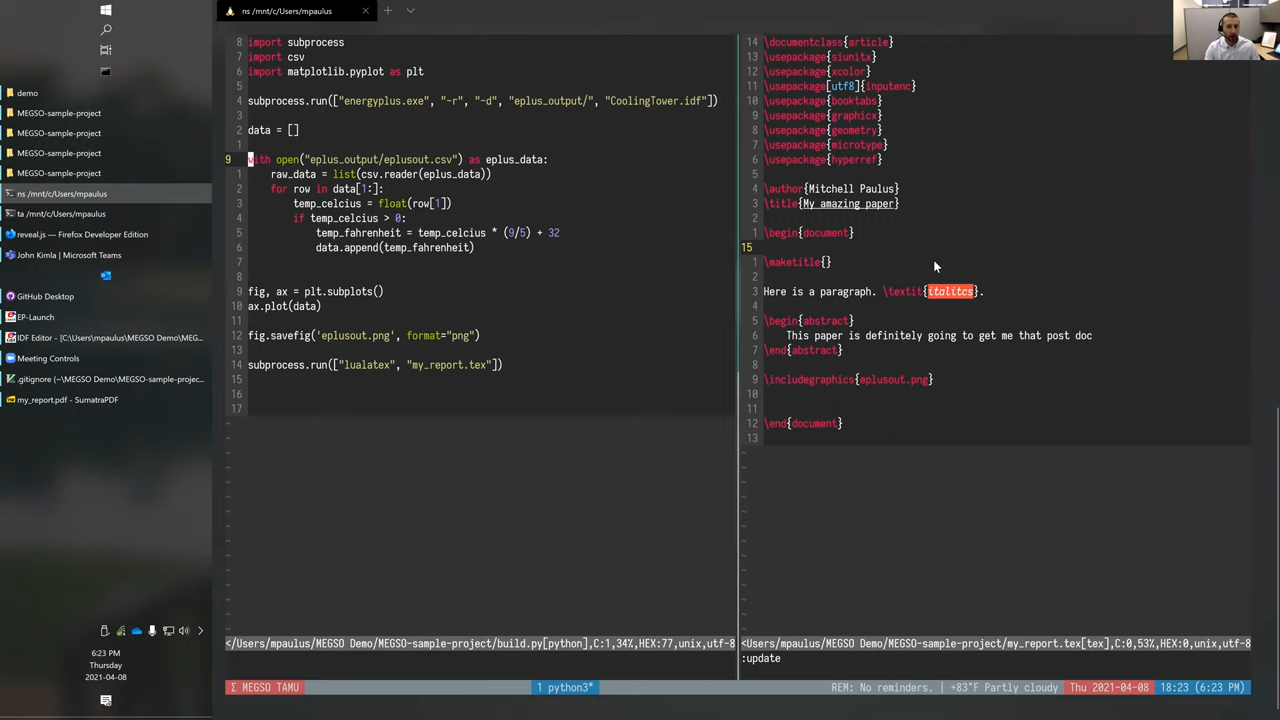 ns /mnt/c/Users/mpaulus
demo
MEGSO-sample-project
MEGSO-sample-project
MEGSO-sample-project
MEGSO-sample-project
ns /mnt/c/Users/mpaulus
ta /mnt/c/Users/mpaulus
reveal.js — Firefox Developer Edition
John Kimla | Microsoft Teams
GitHub Desktop
EP-Launch
IDF Editor - [C:\Users\mpaulus\MEGSO Demo\MEG...
Meeting Controls
.gitignore (~\MEGSO Demo\MEGSO-sample-projec...
my_report.pdf - SumatraPDF
6:23 PM
Thursday
2021-04-08
8 import subprocess
7 import csv
6 import matplotlib.pyplot as plt
5
4 subprocess.run(["energyplus.exe", "-r", "-d", "eplus_output/", "CoolingTower.idf"])
3
2 data = []
1
9 with open("eplus_output/eplusout.csv") as eplus_data:
1 raw_data = list(csv.reader(eplus_data))
2 for row in data[1:]:
3 temp_celcius = float(row[1])
4 if temp_celcius > 0:
5 temp_fahrenheit = temp_celcius * (9/5) + 32
6 data.append(temp_fahrenheit)
7
8
9 fig, ax = plt.subplots()
10 ax.plot(data)
11
12 fig.savefig('eplusout.png', format="png")
13
14 subprocess.run(["lualatex", "my_report.tex"])
15
16
17
</Users/mpaulus/MEGSO Demo/MEGSO-sample-project/build.py[python],C:1,34%,HEX:77,unix,utf-8
14 \documentclass{article}
13 \usepackage{siunitx}
12 \usepackage{xcolor}
11 \usepackage[utf8]{inputenc}
10 \usepackage{booktabs}
9 \usepackage{graphicx}
8 \usepackage{geometry}
7 \usepackage{microtype}
6 \usepackage{hyperref}
5
4 \author{Mitchell Paulus}
3 \title{My amazing paper}
2
1 \begin{document}
15
1 \maketitle{}
2
3 Here is a paragraph. \textit{italitcs}.
4
5 \begin{abstract}
6 This paper is definitely going to get me that post doc
7 \end{abstract}
8
9 \includegraphics{eplusout.png}
10
11
12 \end{document}
13
<Users/mpaulus/MEGSO Demo/MEGSO-sample-project/my_report.tex[tex],C:0,53%,HEX:0,unix,utf-8
:update
Σ MEGSO TAMU
1 python3*
REM: No reminders. | +83°F Partly cloudy
Thu 2021-04-08
18:23 (6:23 PM)